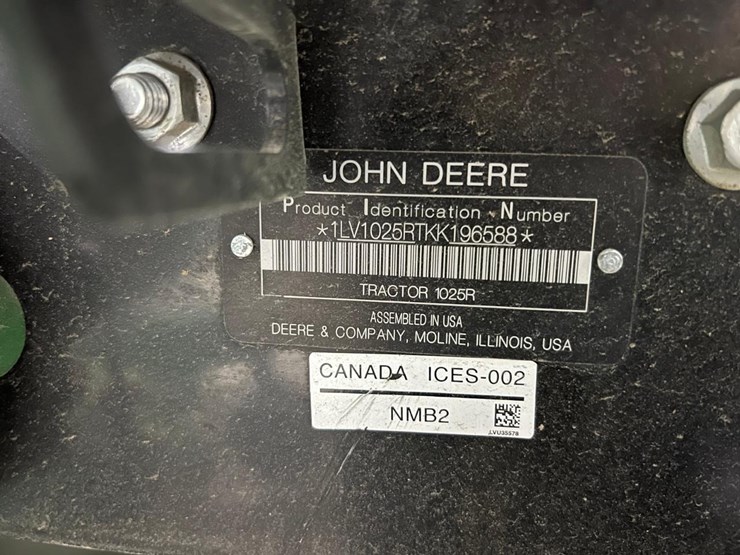 JOHN DEERE
Product Identification Number
*1LV1025RTKK196588*
TRACTOR 1025R
ASSEMBLED IN USA
DEERE & COMPANY, MOLINE, ILLINOIS, USA
CANADA ICES-002
NMB2
LVU35578